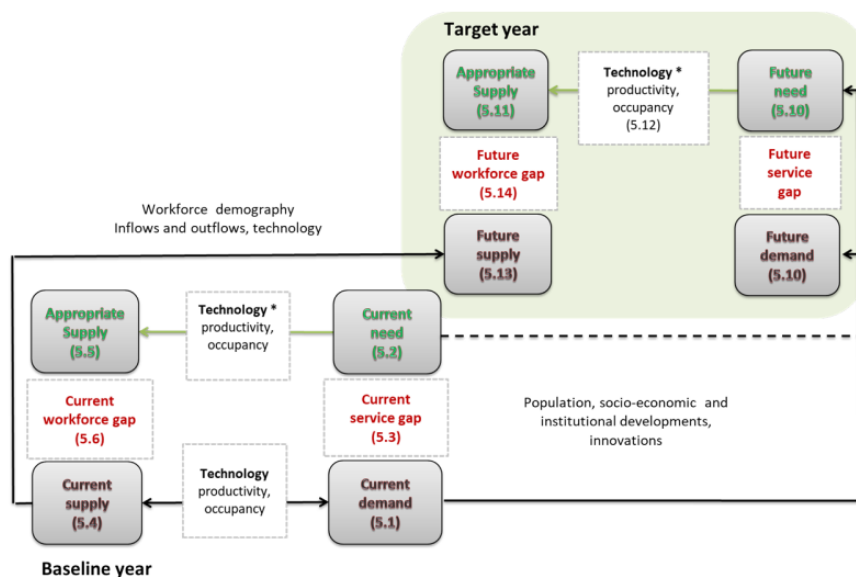 Target year
Appropriate
Supply
(5.11)
Technology *
productivity,
occupancy
(5.12)
Future
need
(5.10)
Future
workforce gap
(5.14)
Future
service
gap
Workforce demography
Inflows and outflows, technology
Future
supply
(5.13)
Future
demand
(5.10)
Appropriate
Supply
(5.5)
Technology *
productivity,
occupancy
Current
need
(5.2)
Current
workforce gap
(5.6)
Current
service gap
(5.3)
Population, socio-economic and
institutional developments,
innovations
Current
supply
(5.4)
Technology
productivity,
occupancy
Current
demand
(5.1)
Baseline year